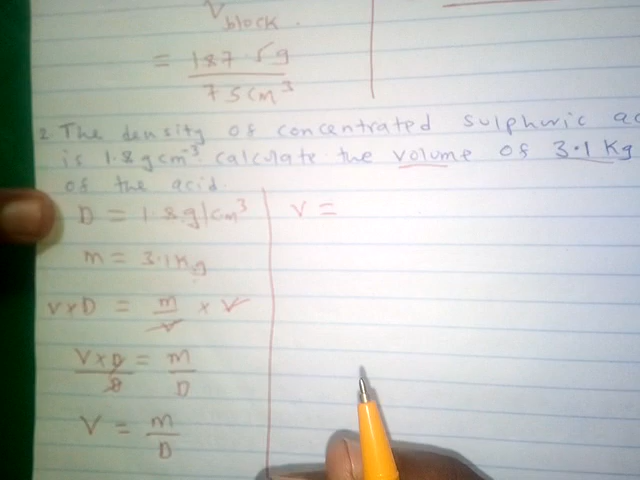 V block.
= 187 5g
75cm³
2 The density of concentrated sulphuric
is 1.8gcm⁻³. calculate the volume of 3.1 Kg
of the acid.
D = 1.8g/cm³
m = 3.1Kg
V×D = m/V × V
V×D/D = m/D
V = m/D
V =